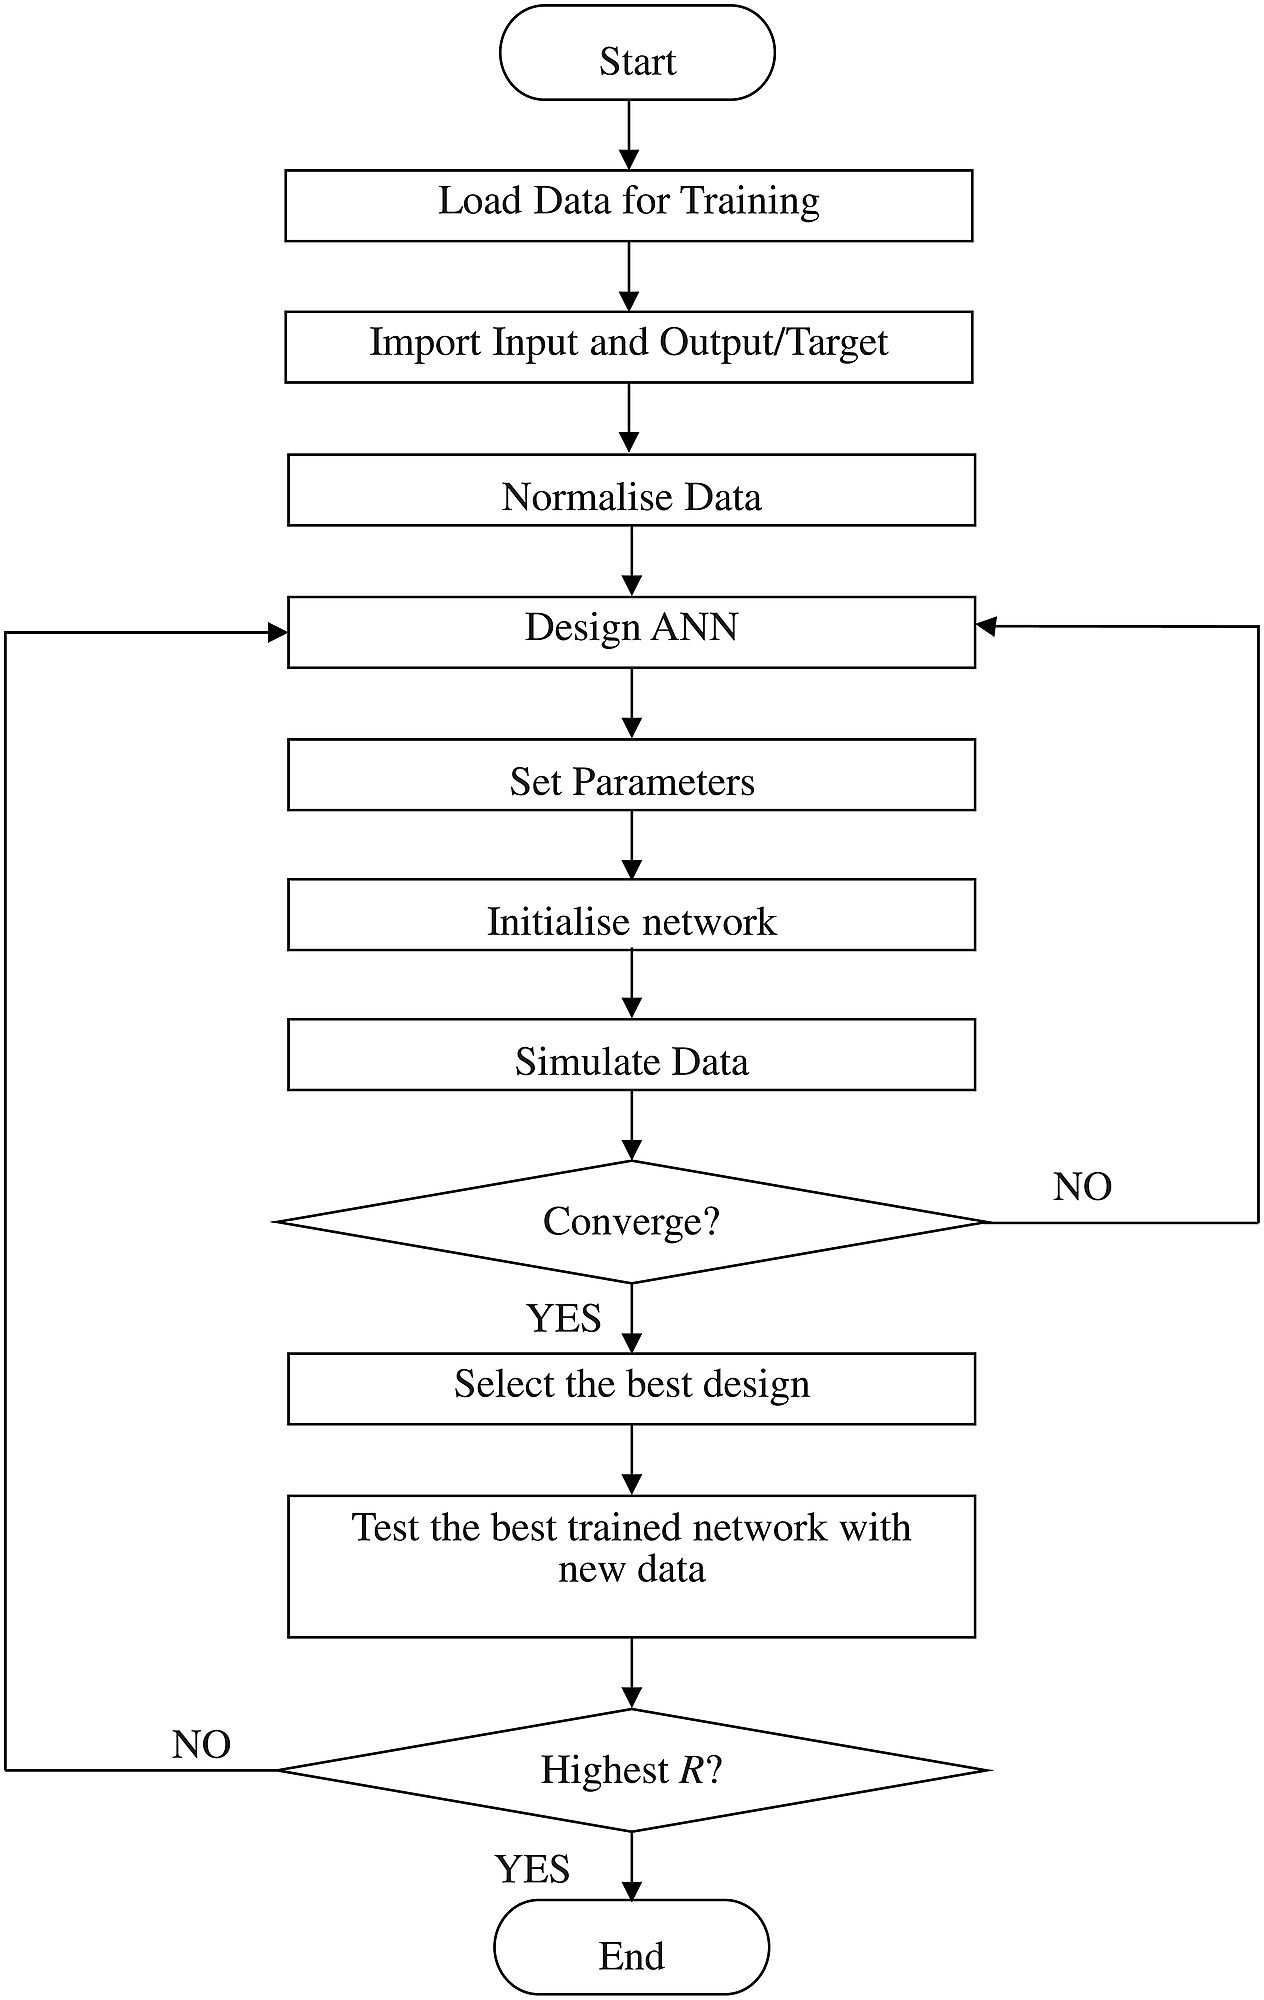 Start
Load Data for Training
Import Input and Output/Target
Normalise Data
Design ANN
Set Parameters
Initialise network
Simulate Data
Converge?
NO
YES
Select the best design
Test the best trained network with
new data
Highest R?
NO
YES
End